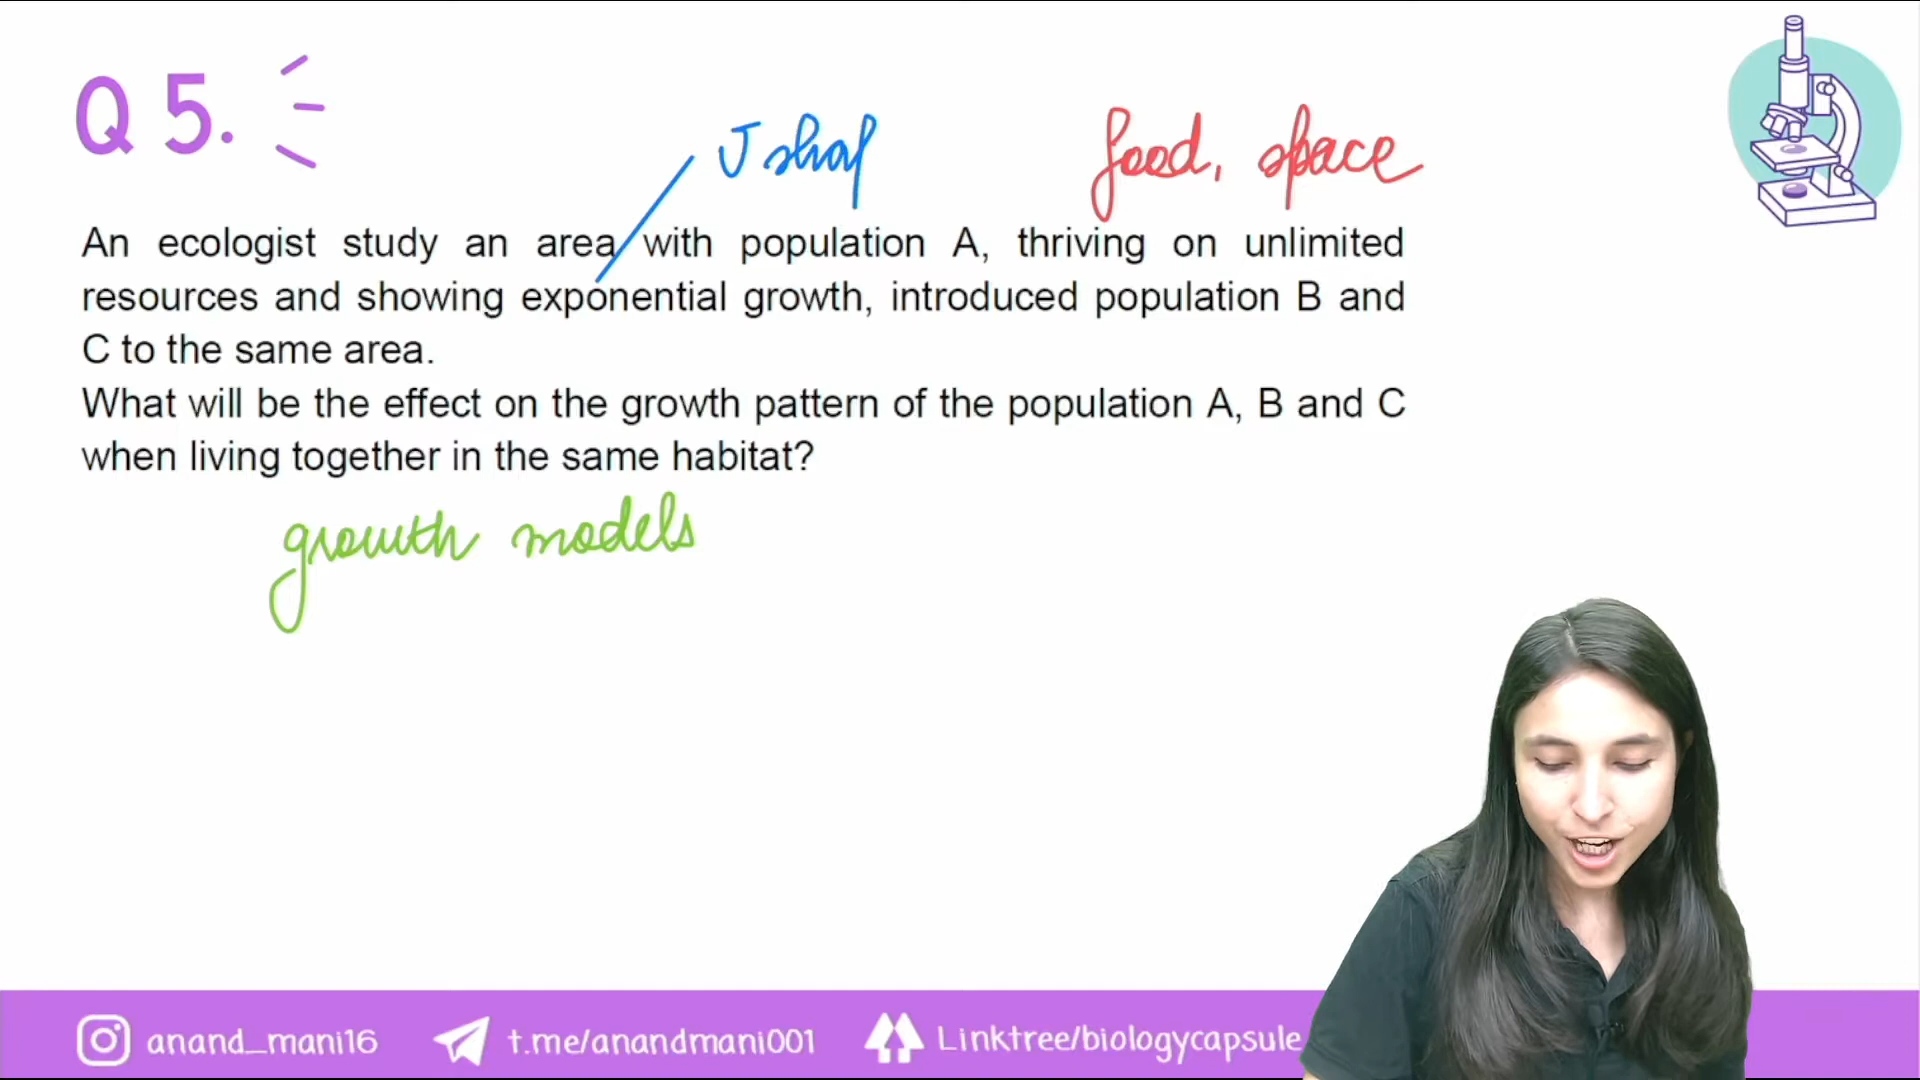 Q 5.
J shap
food, space
An ecologist study an area with population A, thriving on unlimited
resources and showing exponential growth, introduced population B and
C to the same area.
What will be the effect on the growth pattern of the population A, B and C
when living together in the same habitat?
growth models
anand_mani16 t.me/anandmani001 Linktree/biologycapsule